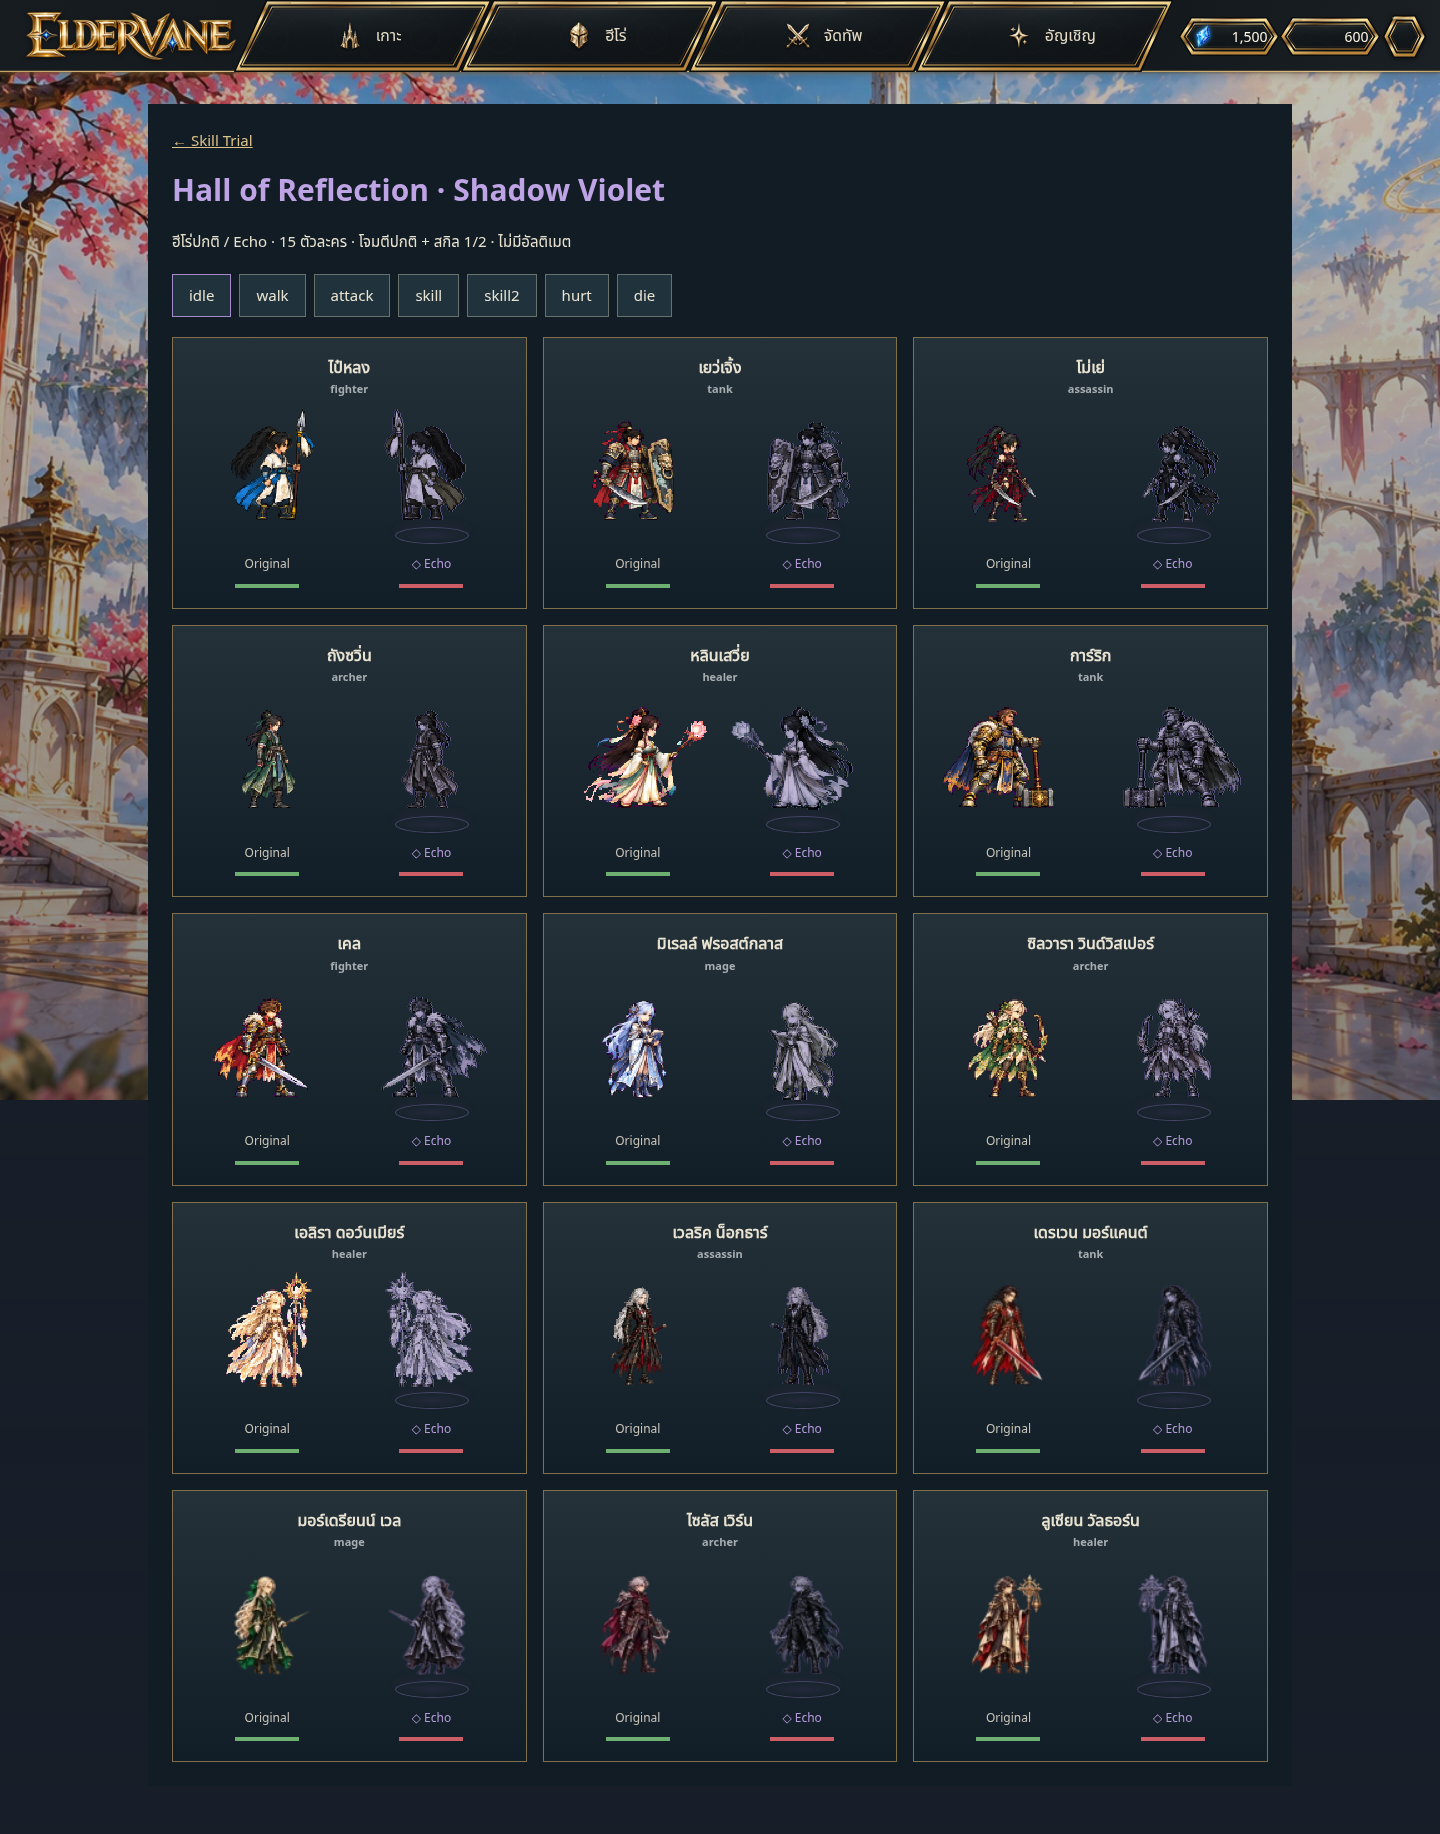 ELDERVANE
เกาะ
ฮีโร่
จัดทัพ
อัญเชิญ
1,500
600
← Skill Trial
Hall of Reflection · Shadow Violet
ฮีโร่ปกติ / Echo · 15 ตัวละคร · โจมตีปกติ + สกิล 1/2 · ไม่มีอัลติเมต
idle walk attack skill skill2 hurt die
ไป๋หลง
fighter
Original ◇ Echo
เยว่เจิ้ง
tank
Original ◇ Echo
โม่เย่
assassin
Original ◇ Echo
ถังซวิ่น
archer
Original ◇ Echo
หลินเสวี่ย
healer
Original ◇ Echo
การ์ริก
tank
Original ◇ Echo
เคล
fighter
Original ◇ Echo
มิเรลล์ ฟรอสต์กลาส
mage
Original ◇ Echo
ซิลวารา วินด์วิสเปอร์
archer
Original ◇ Echo
เอลิรา ดอว์นเมียร์
healer
Original ◇ Echo
เวลริค น็อกธาร์
assassin
Original ◇ Echo
เดรเวน มอร์แคนต์
tank
Original ◇ Echo
มอร์เดรียนน์ เวล
mage
Original ◇ Echo
ไซลัส เวิร์น
archer
Original ◇ Echo
ลูเซียน วัลธอร์น
healer
Original ◇ Echo